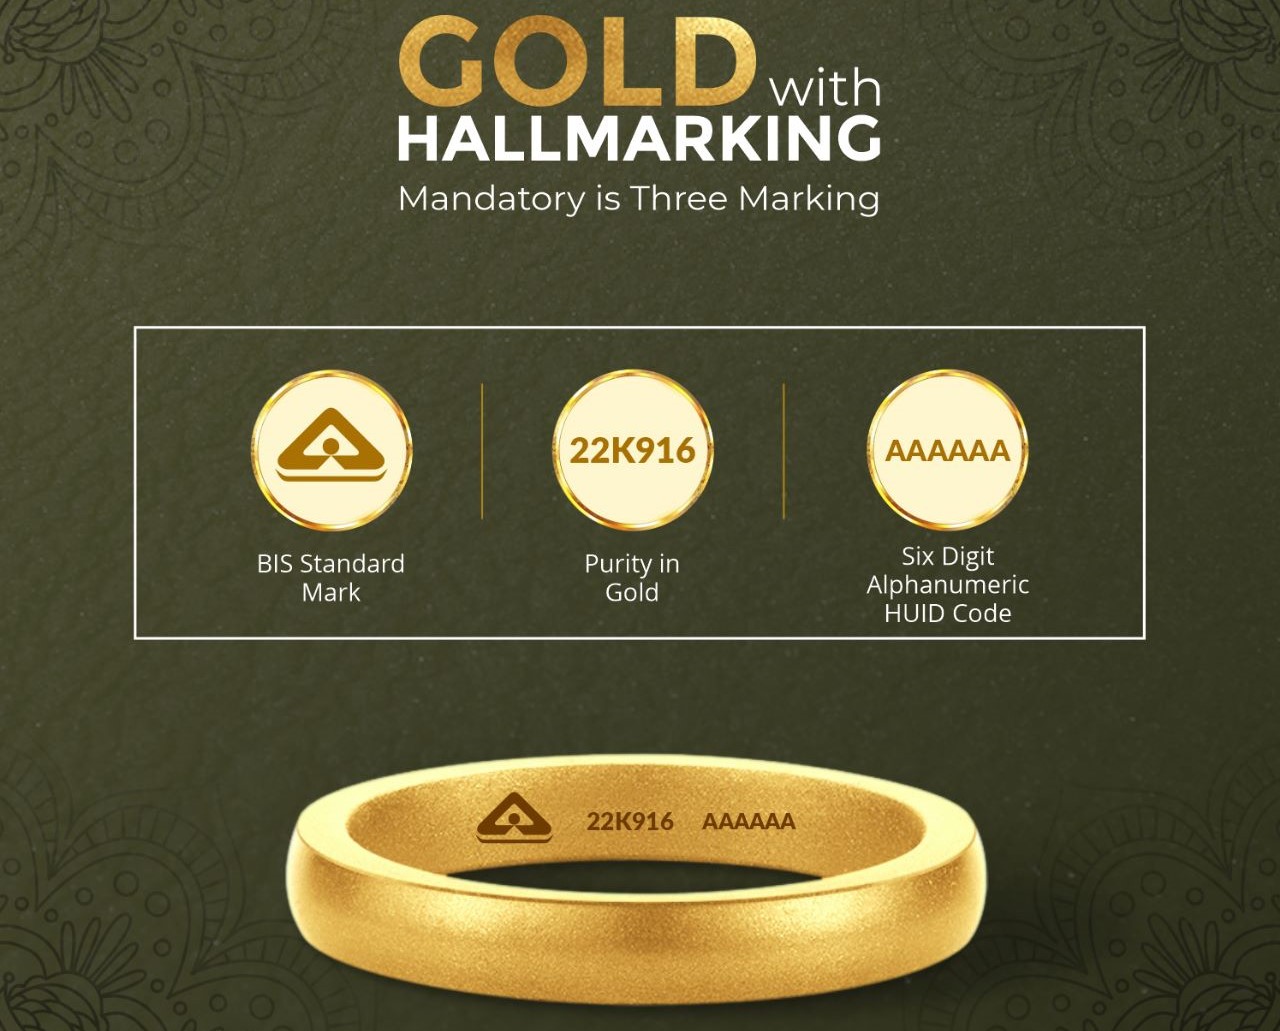 GOLD with
HALLMARKING
Mandatory is Three Marking
22K916
AAAAAA
BIS Standard
Mark
Purity in
Gold
Six Digit
Alphanumeric
HUID Code
22K916 AAAAAA